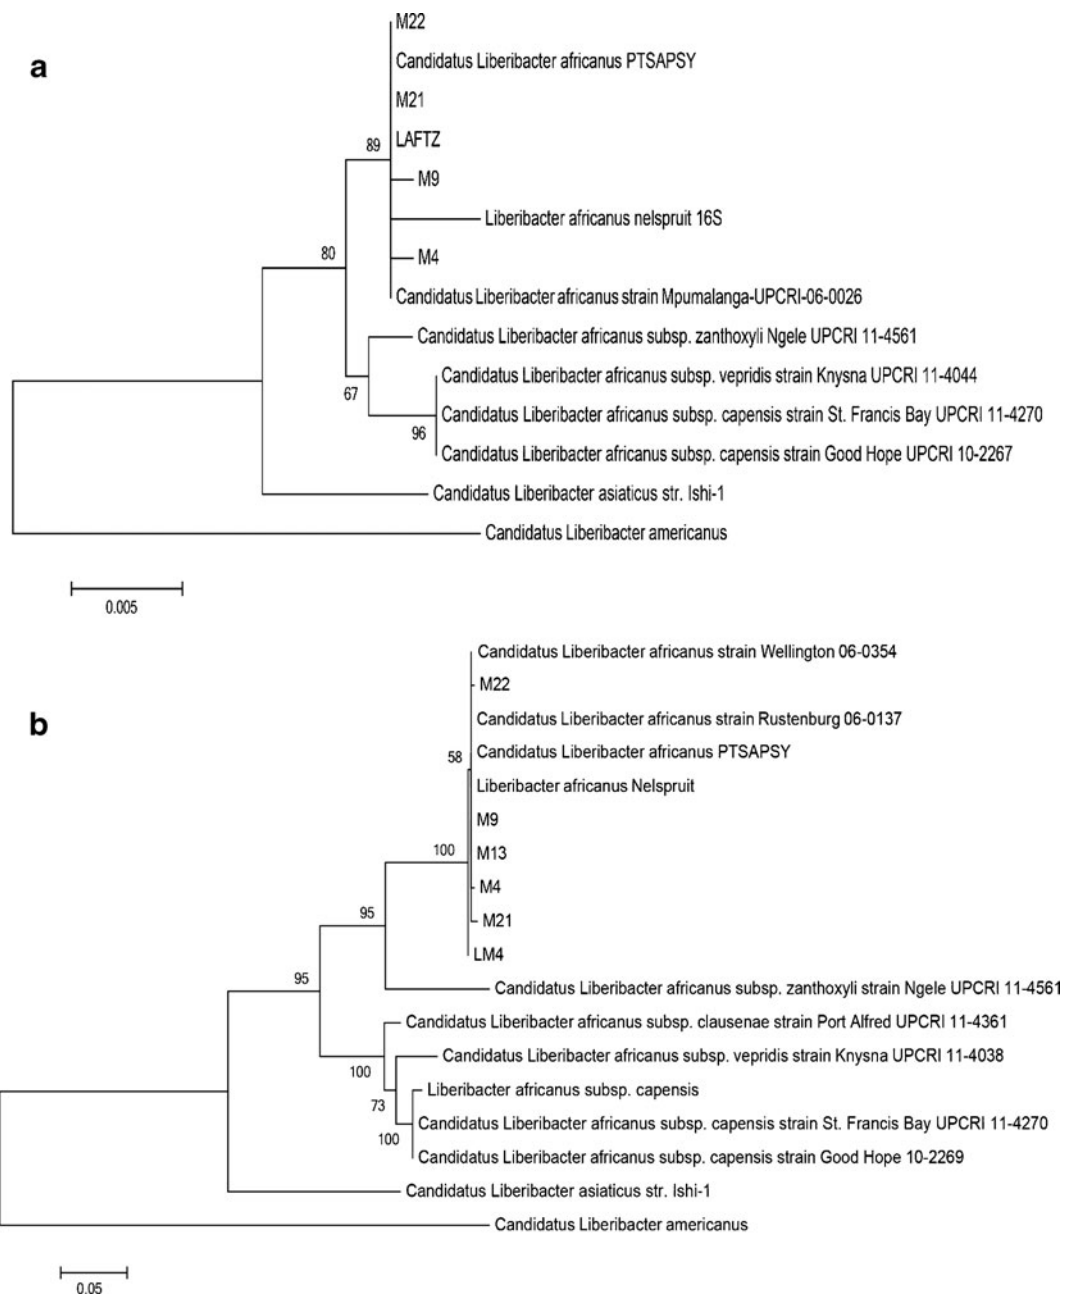 M22
a
Candidatus Liberibacter africanus PTSAPSY
M21
LAFTZ
89
M9
Liberibacter africanus nelspruit 16S
80
M4
Candidatus Liberibacter africanus strain Mpumalanga-UPCRI-06-0026
Candidatus Liberibacter africanus subsp. zanthoxyli Ngele UPCRI 11-4561
Candidatus Liberibacter africanus subsp. vepridis strain Knysna UPCRI 11-4044
67
Candidatus Liberibacter africanus subsp. capensis strain St. Francis Bay UPCRI 11-4270
96
Candidatus Liberibacter africanus subsp. capensis strain Good Hope UPCRI 10-2267
Candidatus Liberibacter asiaticus str. Ishi-1
Candidatus Liberibacter americanus
0.005
Candidatus Liberibacter africanus strain Wellington 06-0354
M22
b
Candidatus Liberibacter africanus strain Rustenburg 06-0137
Candidatus Liberibacter africanus PTSAPSY
58
Liberibacter africanus Nelspruit
M9
100
M13
M4
95
M21
LM4
95
Candidatus Liberibacter africanus subsp. zanthoxyli strain Ngele UPCRI 11-4561
Candidatus Liberibacter africanus subsp. clausenae strain Port Alfred UPCRI 11-4361
Candidatus Liberibacter africanus subsp. vepridis strain Knysna UPCRI 11-4038
100
Liberibacter africanus subsp. capensis
73
Candidatus Liberibacter africanus subsp. capensis strain St. Francis Bay UPCRI 11-4270
100
Candidatus Liberibacter africanus subsp. capensis strain Good Hope 10-2269
Candidatus Liberibacter asiaticus str. Ishi-1
Candidatus Liberibacter americanus
0.05